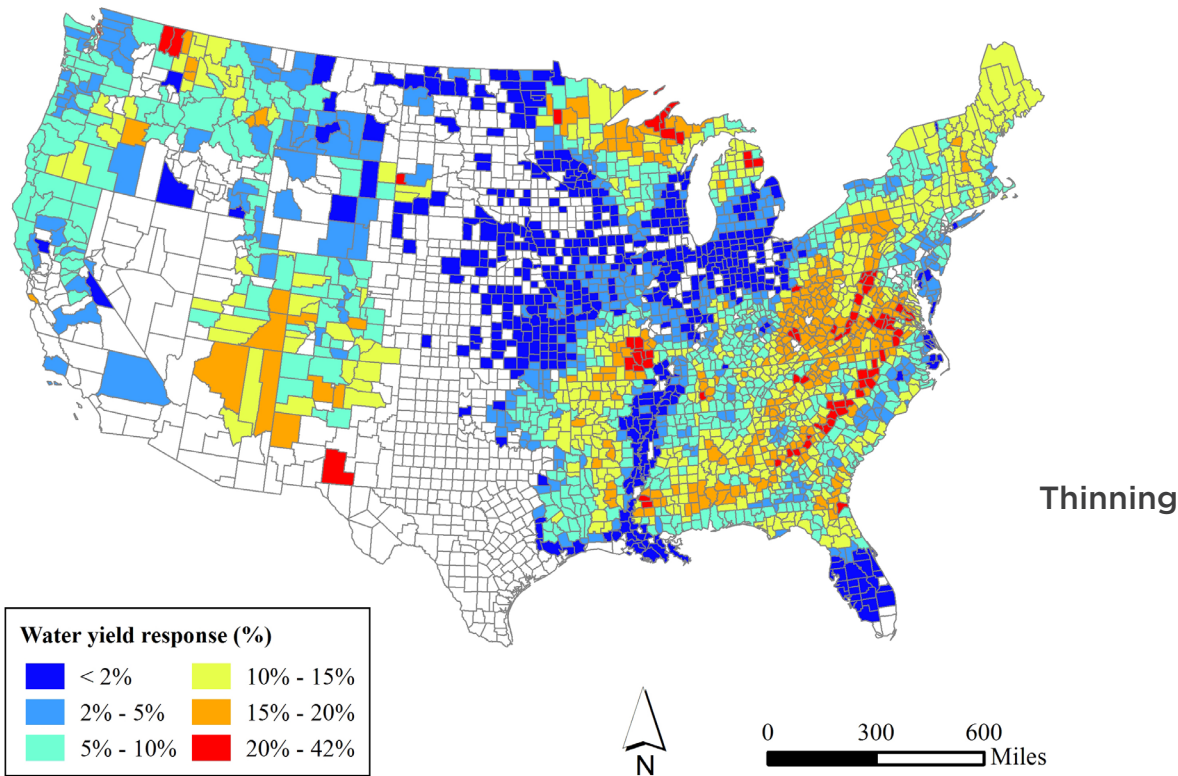 Thinning
Water yield response (%)
< 2%
2% - 5%
5% - 10%
10% - 15%
15% - 20%
20% - 42%
N
0 300 600
Miles